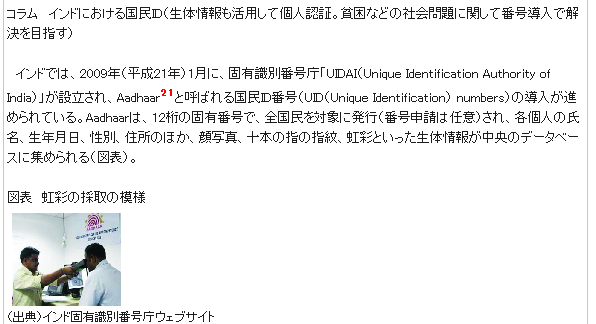 コラム　インドにおける国民ID（生体情報も活用して個人認証。貧困などの社会問題に関して番号導入で解
決を目指す）
　インドでは、2009年（平成21年）1月に、固有識別番号庁「UIDAI(Unique Identification Authority of
India)」が設立され、Aadhaar21と呼ばれる国民ID番号（UID(Unique Identification) numbers）の導入が進
められている。Aadhaarは、12桁の固有番号で、全国民を対象に発行（番号申請は任意）され、各個人の氏
名、生年月日、性別、住所のほか、顔写真、十本の指の指紋、虹彩といった生体情報が中央のデータベー
スに集められる（図表）。
図表　虹彩の採取の模様
（出典）インド固有識別番号庁ウェブサイト